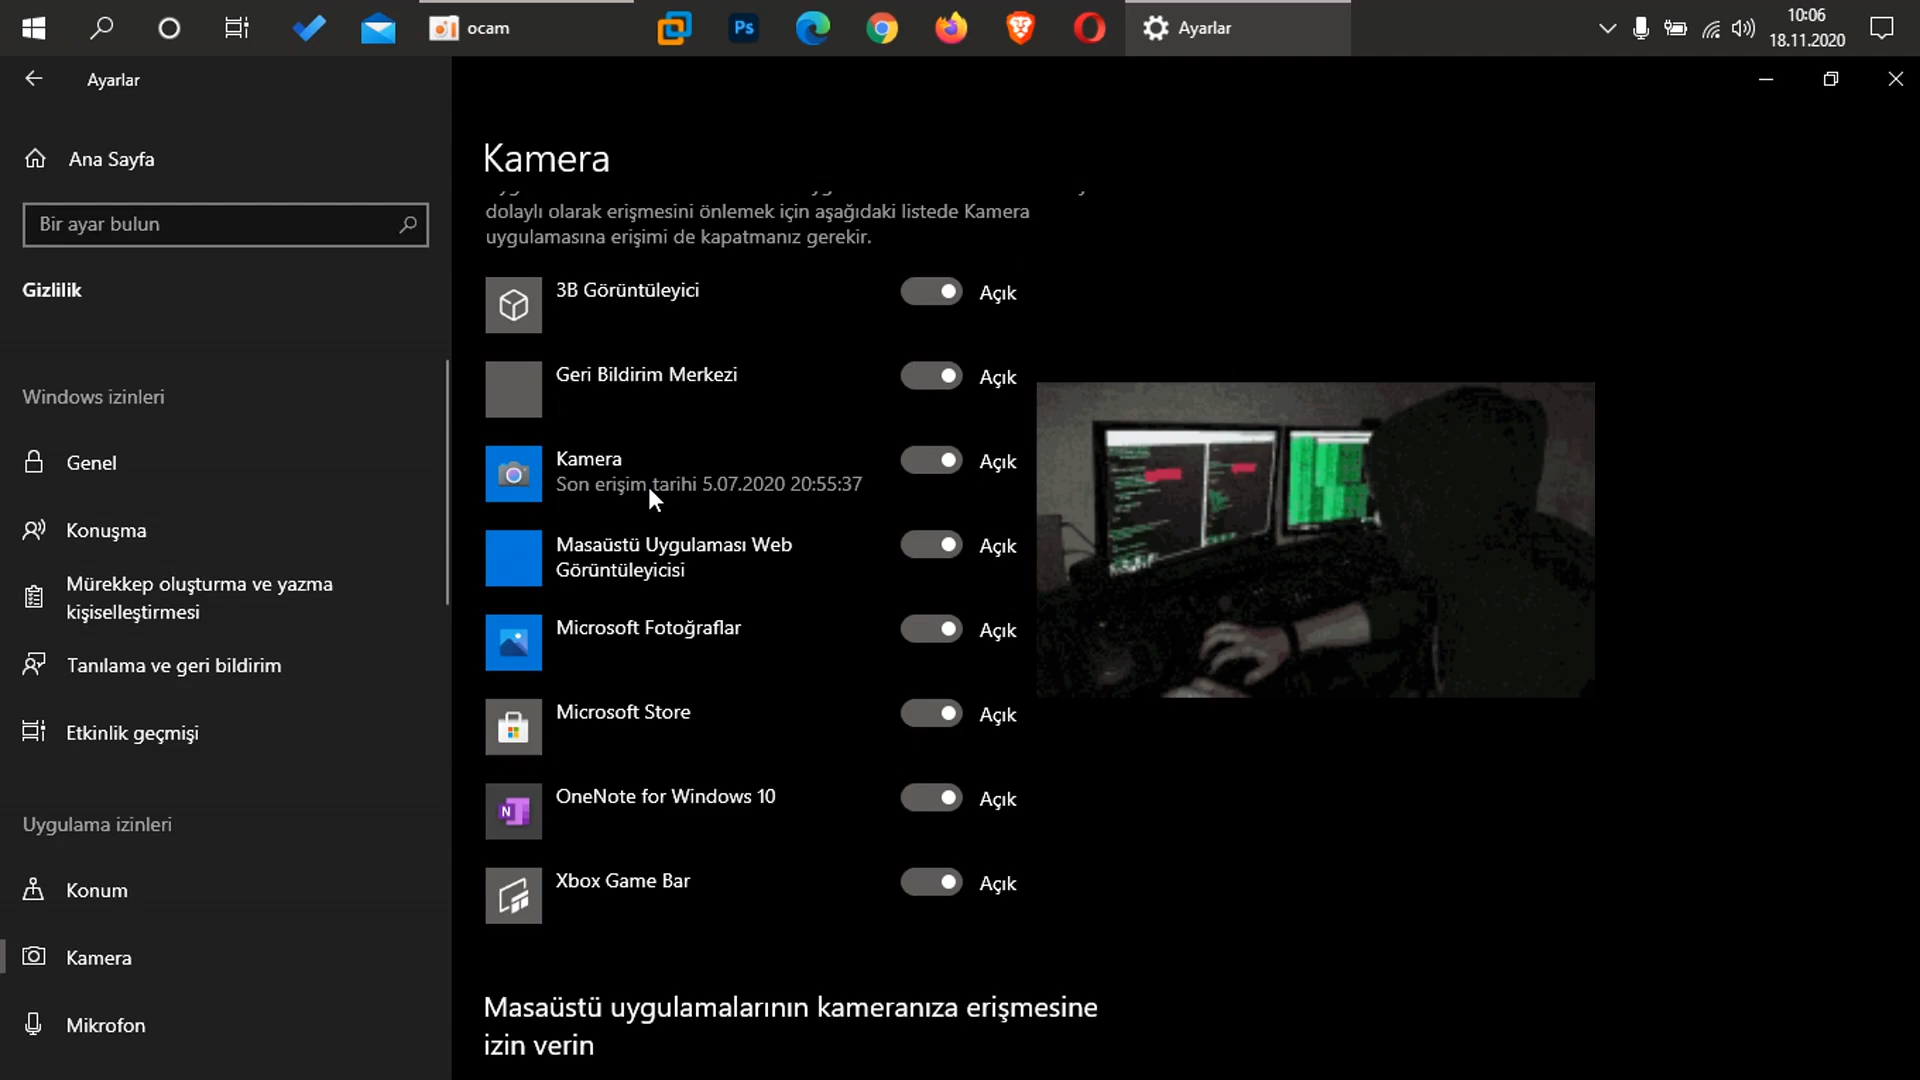 ocam
Ps
Ayarlar
10:06
18.11.2020
Ayarlar
Ana Sayfa
Bir ayar bulun
Gizlilik
Windows izinleri
Genel
Konuşma
Mürekkep oluşturma ve yazma
kişiselleştirmesi
Tanılama ve geri bildirim
Etkinlik geçmişi
Uygulama izinleri
Konum
Kamera
Mikrofon
Kamera
dolaylı olarak erişmesini önlemek için aşağıdaki listede Kamera
uygulamasına erişimi de kapatmanız gerekir.
3B Görüntüleyici
Açık
Geri Bildirim Merkezi
Açık
Kamera
Açık
Son erişim tarihi 5.07.2020 20:55:37
Masaüstü Uygulaması Web
Görüntüleyicisi
Açık
Microsoft Fotoğraflar
Açık
Microsoft Store
Açık
N
OneNote for Windows 10
Açık
Xbox Game Bar
Açık
Masaüstü uygulamalarının kameranıza erişmesine
izin verin